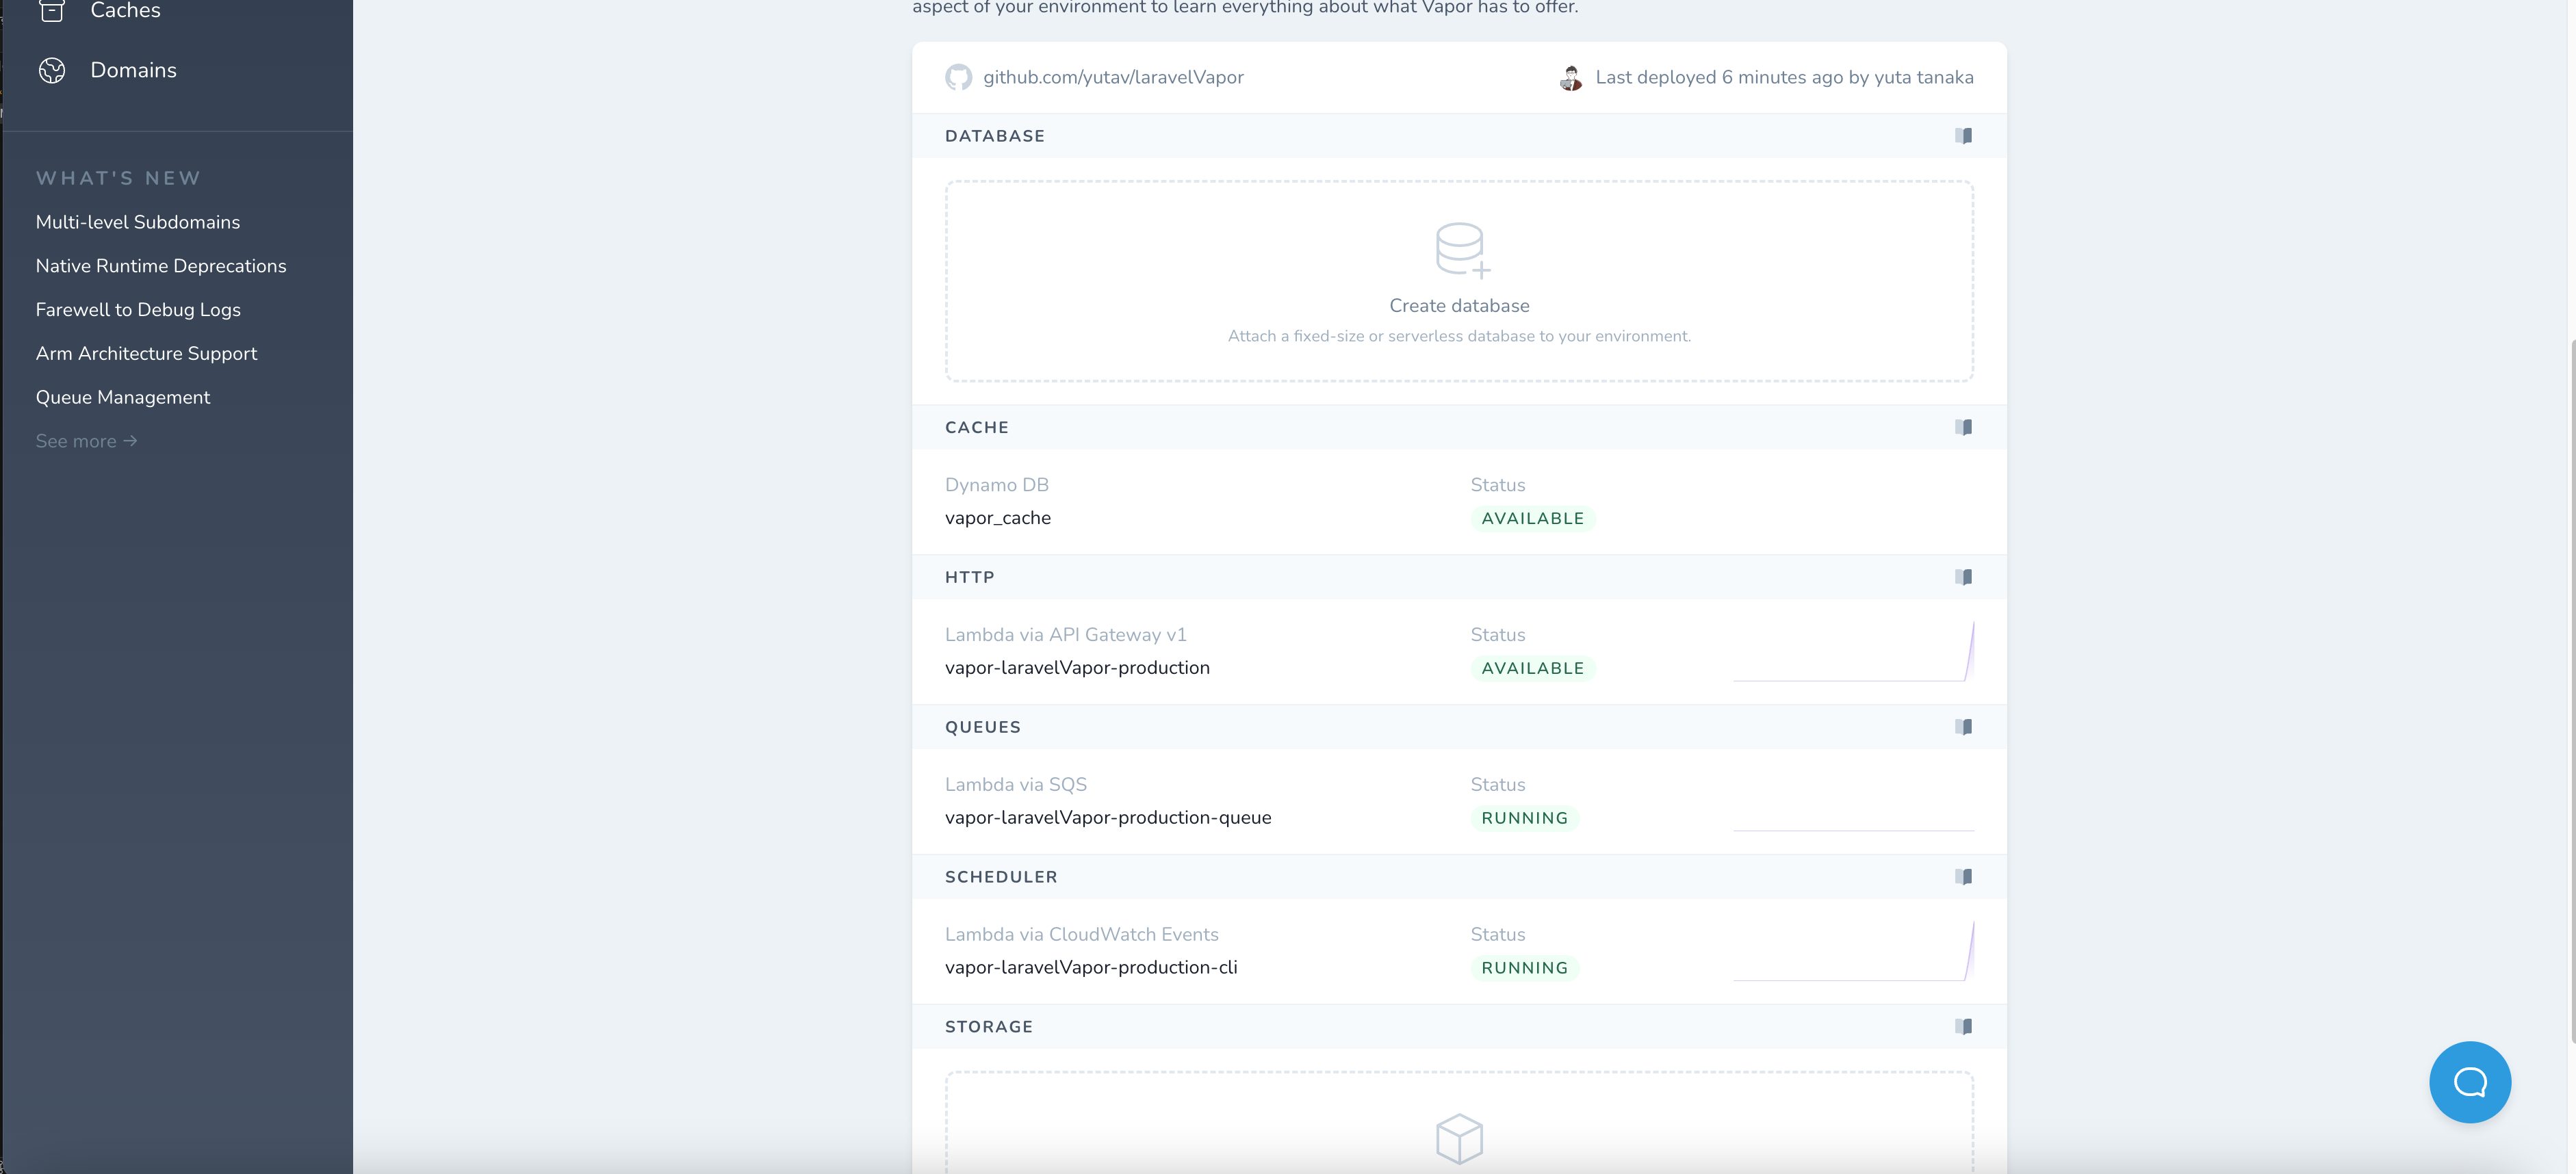 Caches
Domains
WHAT'S NEW
Multi-level Subdomains
Native Runtime Deprecations
Farewell to Debug Logs
Arm Architecture Support
Queue Management
See more →
aspect of your environment to learn everything about what Vapor has to offer.
github.com/yutav/laravelVapor
Last deployed 6 minutes ago by yuta tanaka
DATABASE
Create database
Attach a fixed-size or serverless database to your environment.
CACHE
Dynamo DB
Status
vapor_cache
AVAILABLE
HTTP
Lambda via API Gateway v1
Status
vapor-laravelVapor-production
AVAILABLE
QUEUES
Lambda via SQS
Status
vapor-laravelVapor-production-queue
RUNNING
SCHEDULER
Lambda via CloudWatch Events
Status
vapor-laravelVapor-production-cli
RUNNING
STORAGE